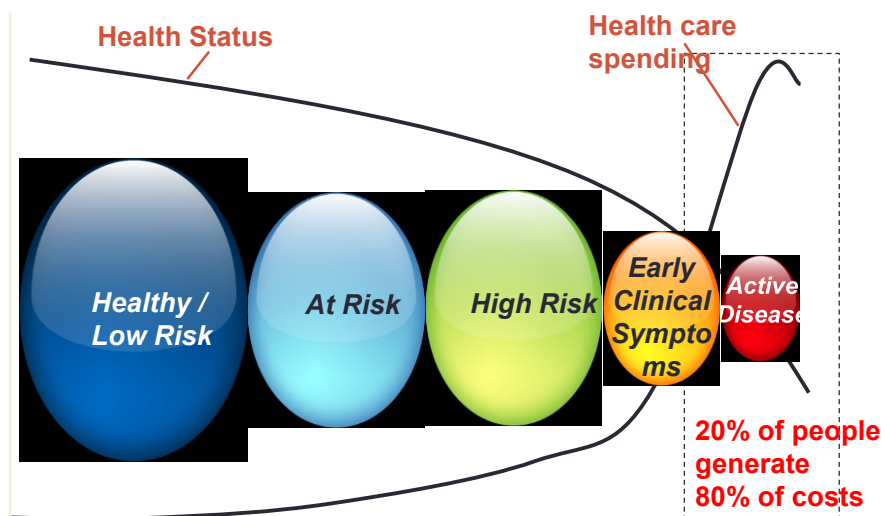 Health Status
Health care
spending
Healthy /
Low Risk
At Risk
High Risk
Early
Clinical
Sympto
ms
Active
Disease
20% of people
generate
80% of costs